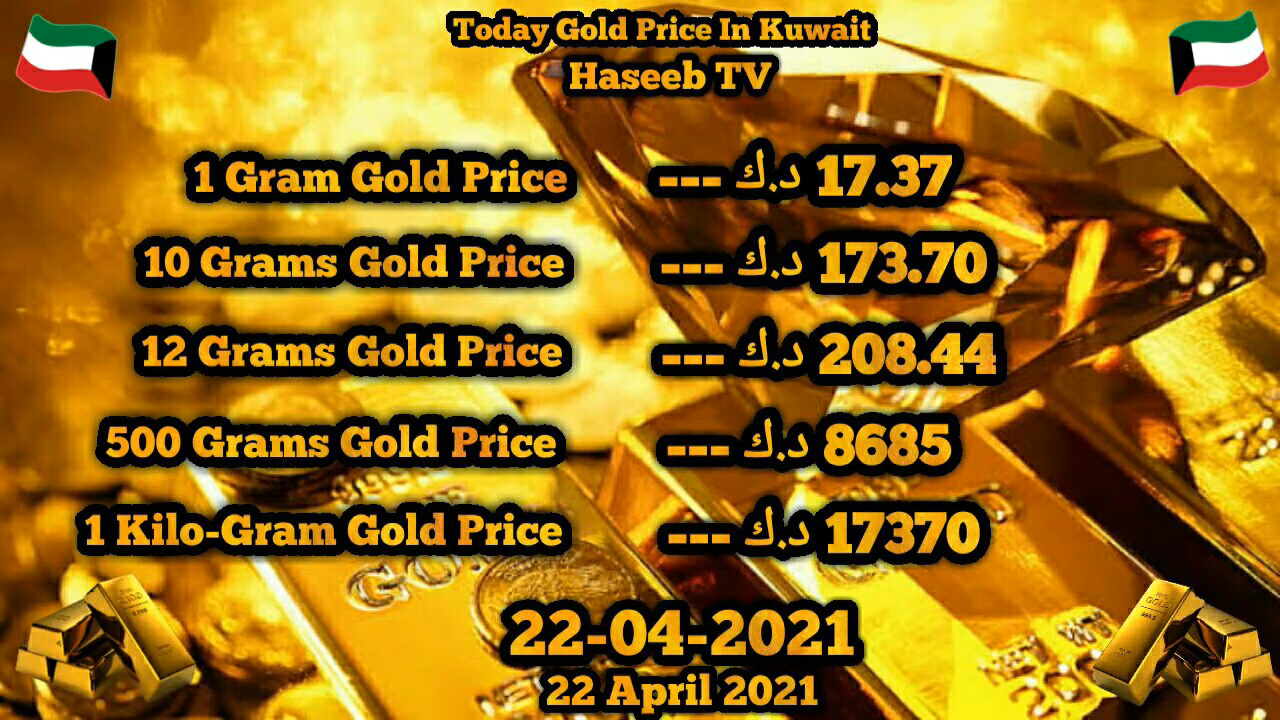 Today Gold Price In Kuwait
Haseeb TV
1 Gram Gold Price --- د.ك 17.37
10 Grams Gold Price --- د.ك 173.70
12 Grams Gold Price --- د.ك 208.44
500 Grams Gold Price --- د.ك 8685
1 Kilo-Gram Gold Price --- د.ك 17370
22-04-2021
22 April 2021